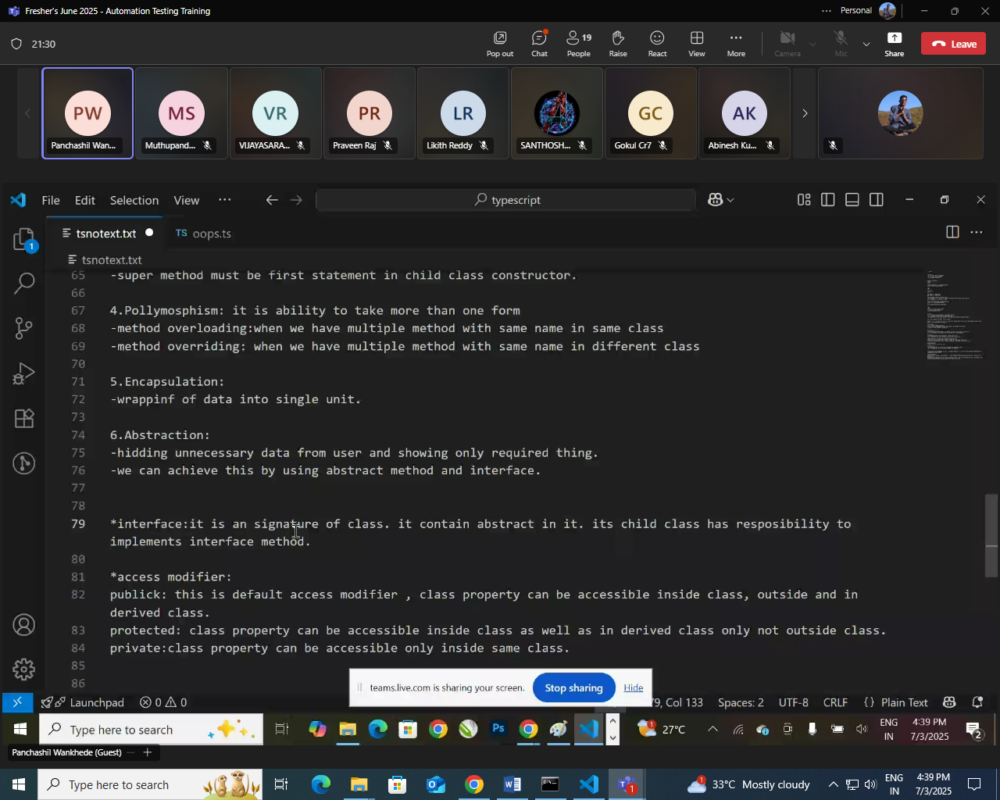 Fresher's June 2025 - Automation Testing Training
Personal
21:30
Pop out
Chat
19
People
Raise
React
View
More
Camera
Mic
Share
Leave
PW
Panchashil Wan...
MS
Muthupand...
VR
VIJAYASARA...
PR
Praveen Raj
LR
Likith Reddy
SANTHOSH...
GC
Gokul Cr7
AK
Abinesh Ku...
File Edit Selection View ...
typescript
tsnotext.txt
TS oops.ts
tsnotext.txt
65 -super method must be first statement in child class constructor.
66
67 4.Pollymosphism: it is ability to take more than one form
68 -method overloading:when we have multiple method with same name in same class
69 -method overriding: when we have multiple method with same name in different class
70
71 5.Encapsulation:
72 -wrappinf of data into single unit.
73
74 6.Abstraction:
75 -hidding unnecessary data from user and showing only required thing.
76 -we can achieve this by using abstract method and interface.
77
78
79 *interface:it is an signature of class. it contain abstract in it. its child class has resposibility to
implements interface method.
80
81 *access modifier:
82 publick: this is default access modifier , class property can be accessible inside class, outside and in
derived class.
83 protected: class property can be accessible inside class as well as in derived class only not outside class.
84 private:class property can be accessible only inside same class.
85
86
1
teams.live.com is sharing your screen.
Stop sharing
Hide
Launchpad
0 0
79, Col 133
Spaces: 2
UTF-8
CRLF
{} Plain Text
Type here to search
Ps
1
27°C
ENG
IN
4:39 PM
7/3/2025
2
Panchashil Wankhede (Guest)
Type here to search
1
1
33°C Mostly cloudy
ENG
IN
4:39 PM
7/3/2025